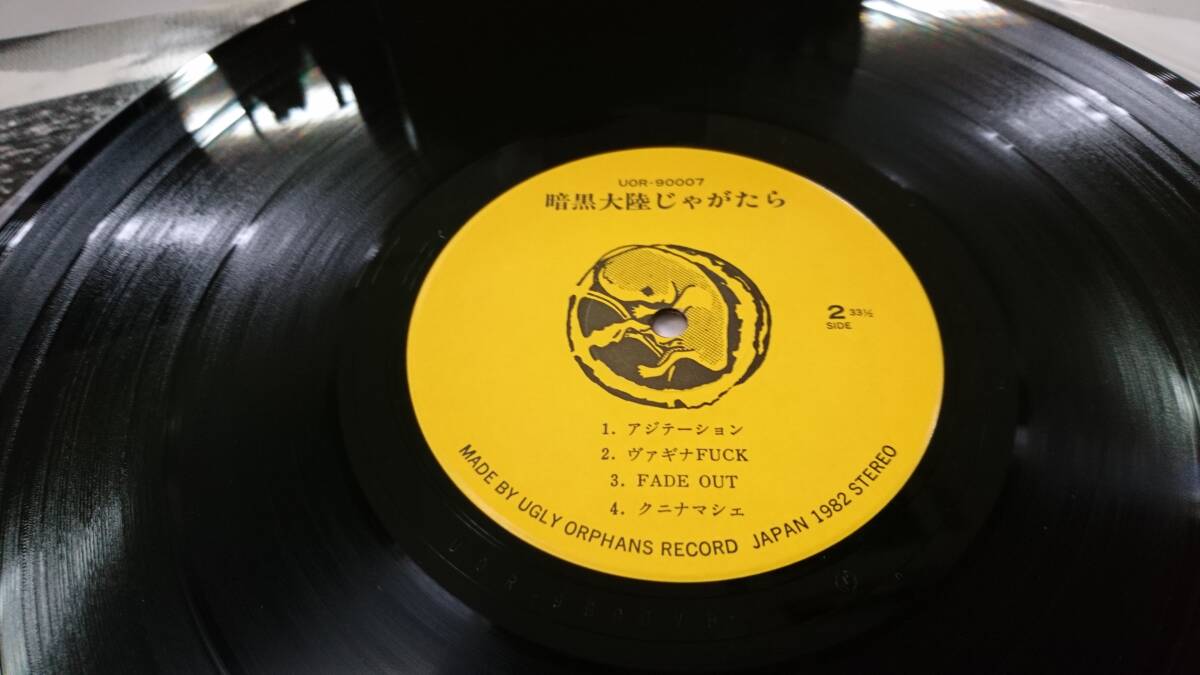 UOR-90007
暗黒大陸じゃがたら
2 33⅓
SIDE
1. アジテーション
2. ヴァギナFUCK
3. FADE OUT
4. クニナマシェ
MADE BY UGLY ORPHANS RECORD JAPAN 1982 STEREO